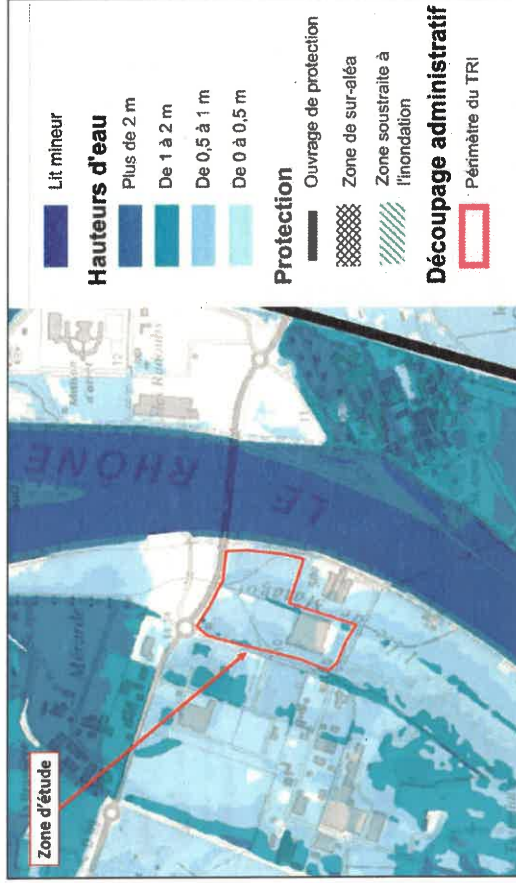 Zone d'étude
LE
RHÔNE
Lit mineur
Hauteurs d'eau
Plus de 2 m
De 1 à 2 m
De 0,5 à 1 m
De 0 à 0,5 m
Protection
Ouvrage de protection
Zone de sur-aléa
Zone soustraite à
l'inondation
Découpage administratif
Périmètre du TRI